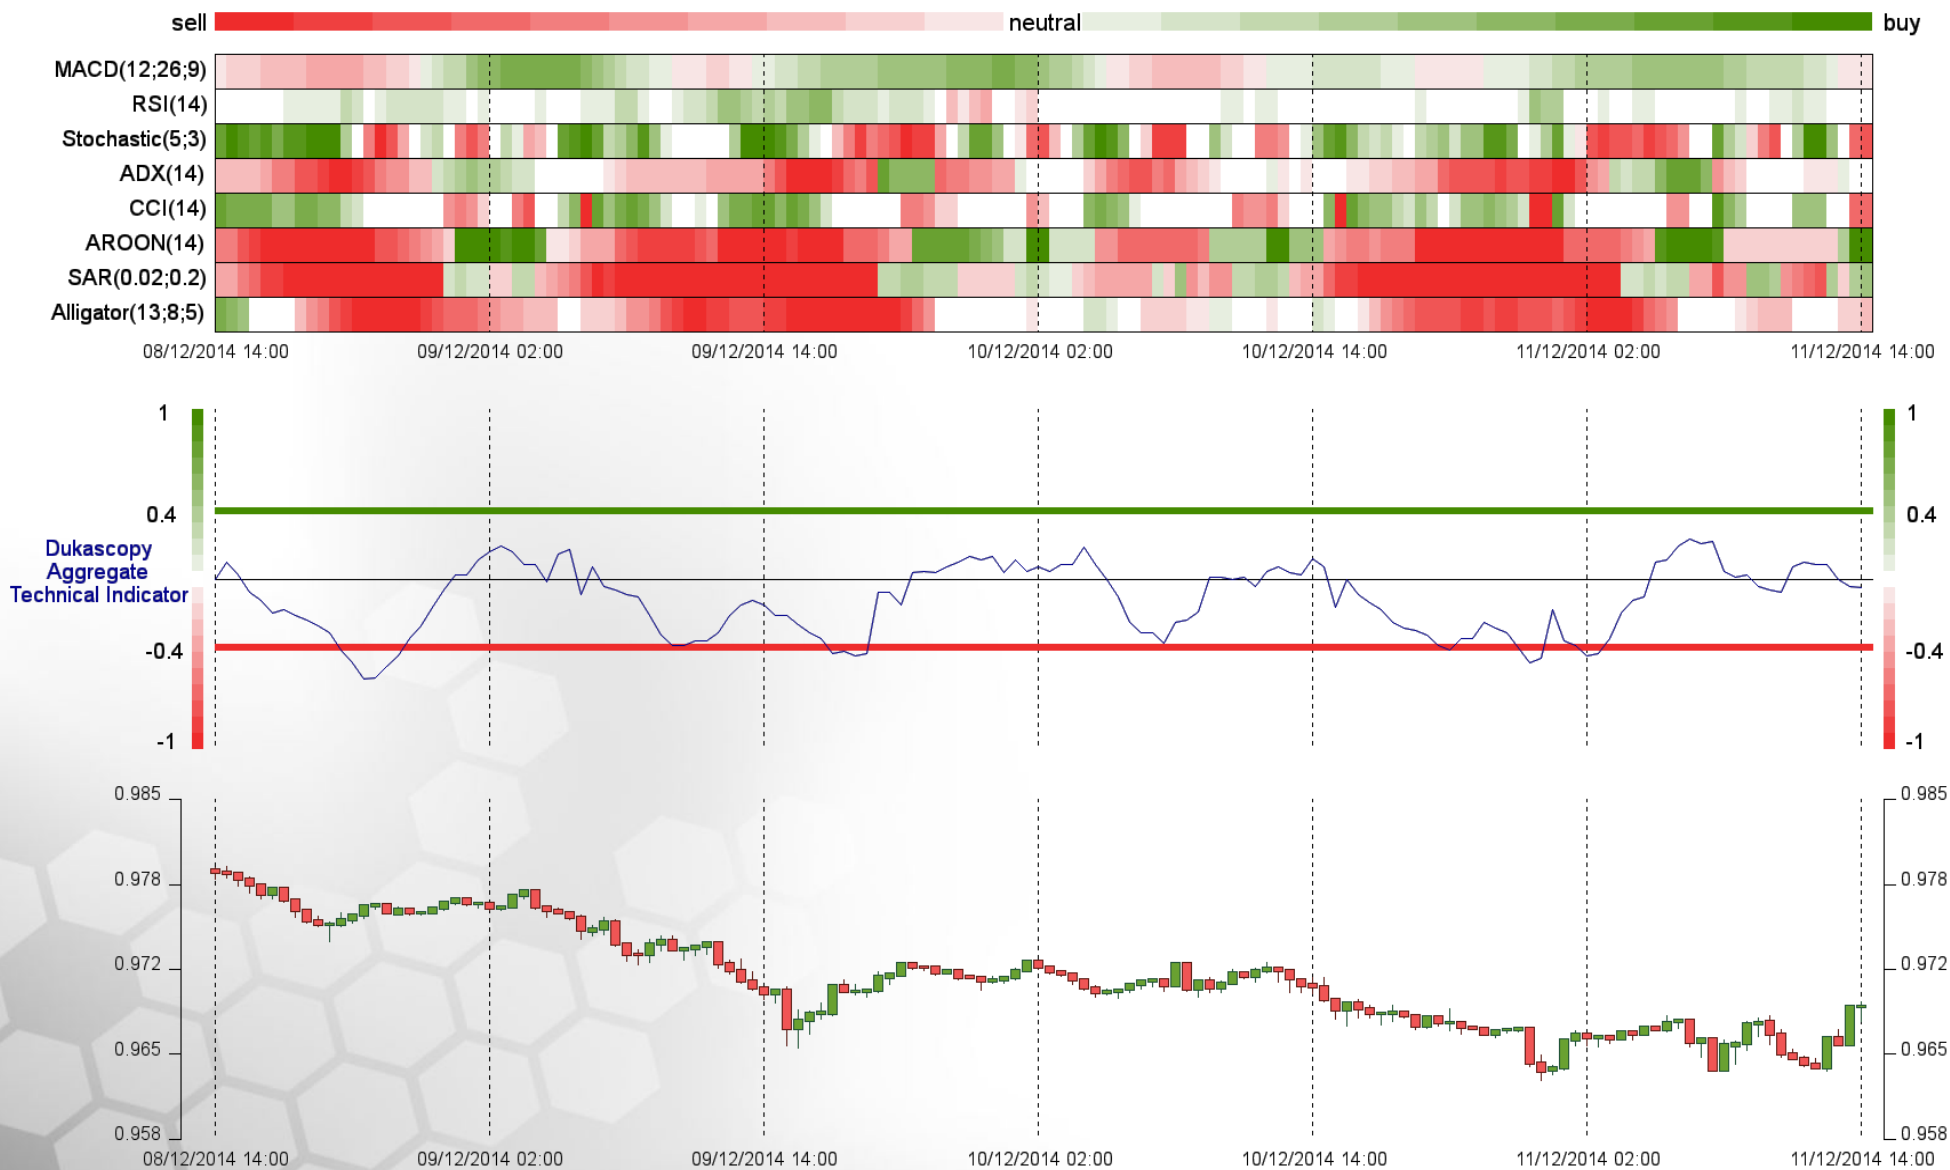 sell neutral buy
MACD(12;26;9)
RSI(14)
Stochastic(5;3)
ADX(14)
CCI(14)
AROON(14)
SAR(0.02;0.2)
Alligator(13;8;5)
08/12/2014 14:00 09/12/2014 02:00 09/12/2014 14:00 10/12/2014 02:00 10/12/2014 14:00 11/12/2014 02:00 11/12/2014 14:00
1 1
0.4 0.4
Dukascopy
Aggregate
Technical Indicator
-0.4 -0.4
-1 -1
0.985 0.985
0.978 0.978
0.972 0.972
0.965 0.965
0.958 0.958
08/12/2014 14:00 09/12/2014 02:00 09/12/2014 14:00 10/12/2014 02:00 10/12/2014 14:00 11/12/2014 02:00 11/12/2014 14:00